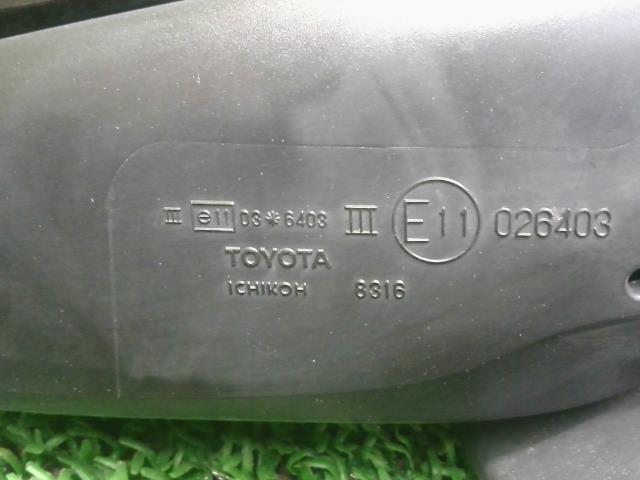 III e11 03*6403 III E11 026403
TOYOTA
ICHIKOH 8316